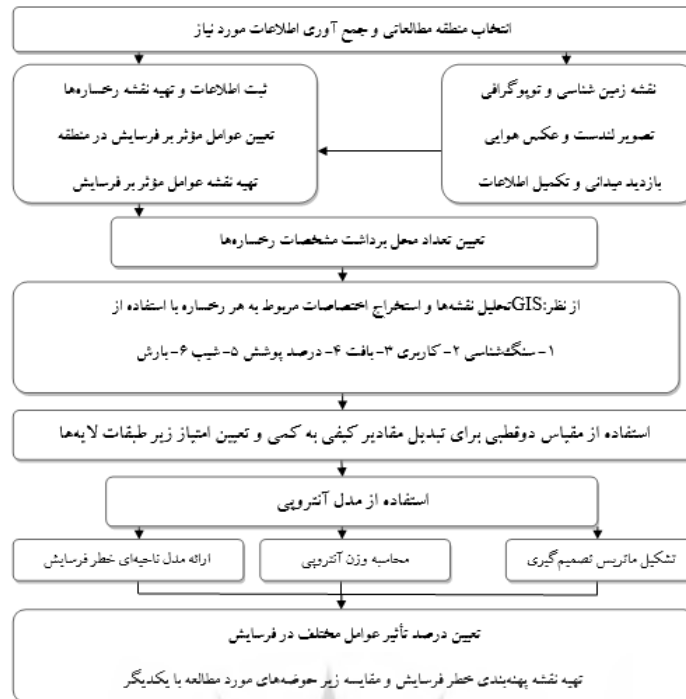 انتخاب منطقه مطالعاتی و جمع آوری اطلاعات مورد نیاز
نقشه زمین شناسی و توپوگرافی
تصویر لندست و عکس هوایی
بازدید میدانی و تکمیل اطلاعات
ثبت اطلاعات و تهیه نقشه رخساره‌ها
تعیین عوامل مؤثر بر فرسایش در منطقه
تهیه نقشه عوامل مؤثر بر فرسایش
تعیین تعداد محل برداشت مشخصات رخساره‌ها
از نظر:GISتحلیل نقشه‌ها و استخراج اختصاصات مربوط به هر رخساره با استفاده از
۱- سنگ‌شناسی ۲- کاربری ۳- بافت ۴- درصد پوشش ۵- شیب ۶- بارش
استفاده از مقیاس دوقطبی برای تبدیل مقادیر کیفی به کمی و تعیین امتیاز زیر طبقات لایه‌ها
استفاده از مدل آنتروپی
تشکیل ماتریس تصمیم‌گیری
محاسبه وزن آنتروپی
ارائه مدل ناحیه‌ای خطر فرسایش
تعیین درصد تأثیر عوامل مختلف در فرسایش
تهیه نقشه پهنه‌بندی خطر فرسایش و مقایسه زیر حوضه‌های مورد مطالعه با یکدیگر